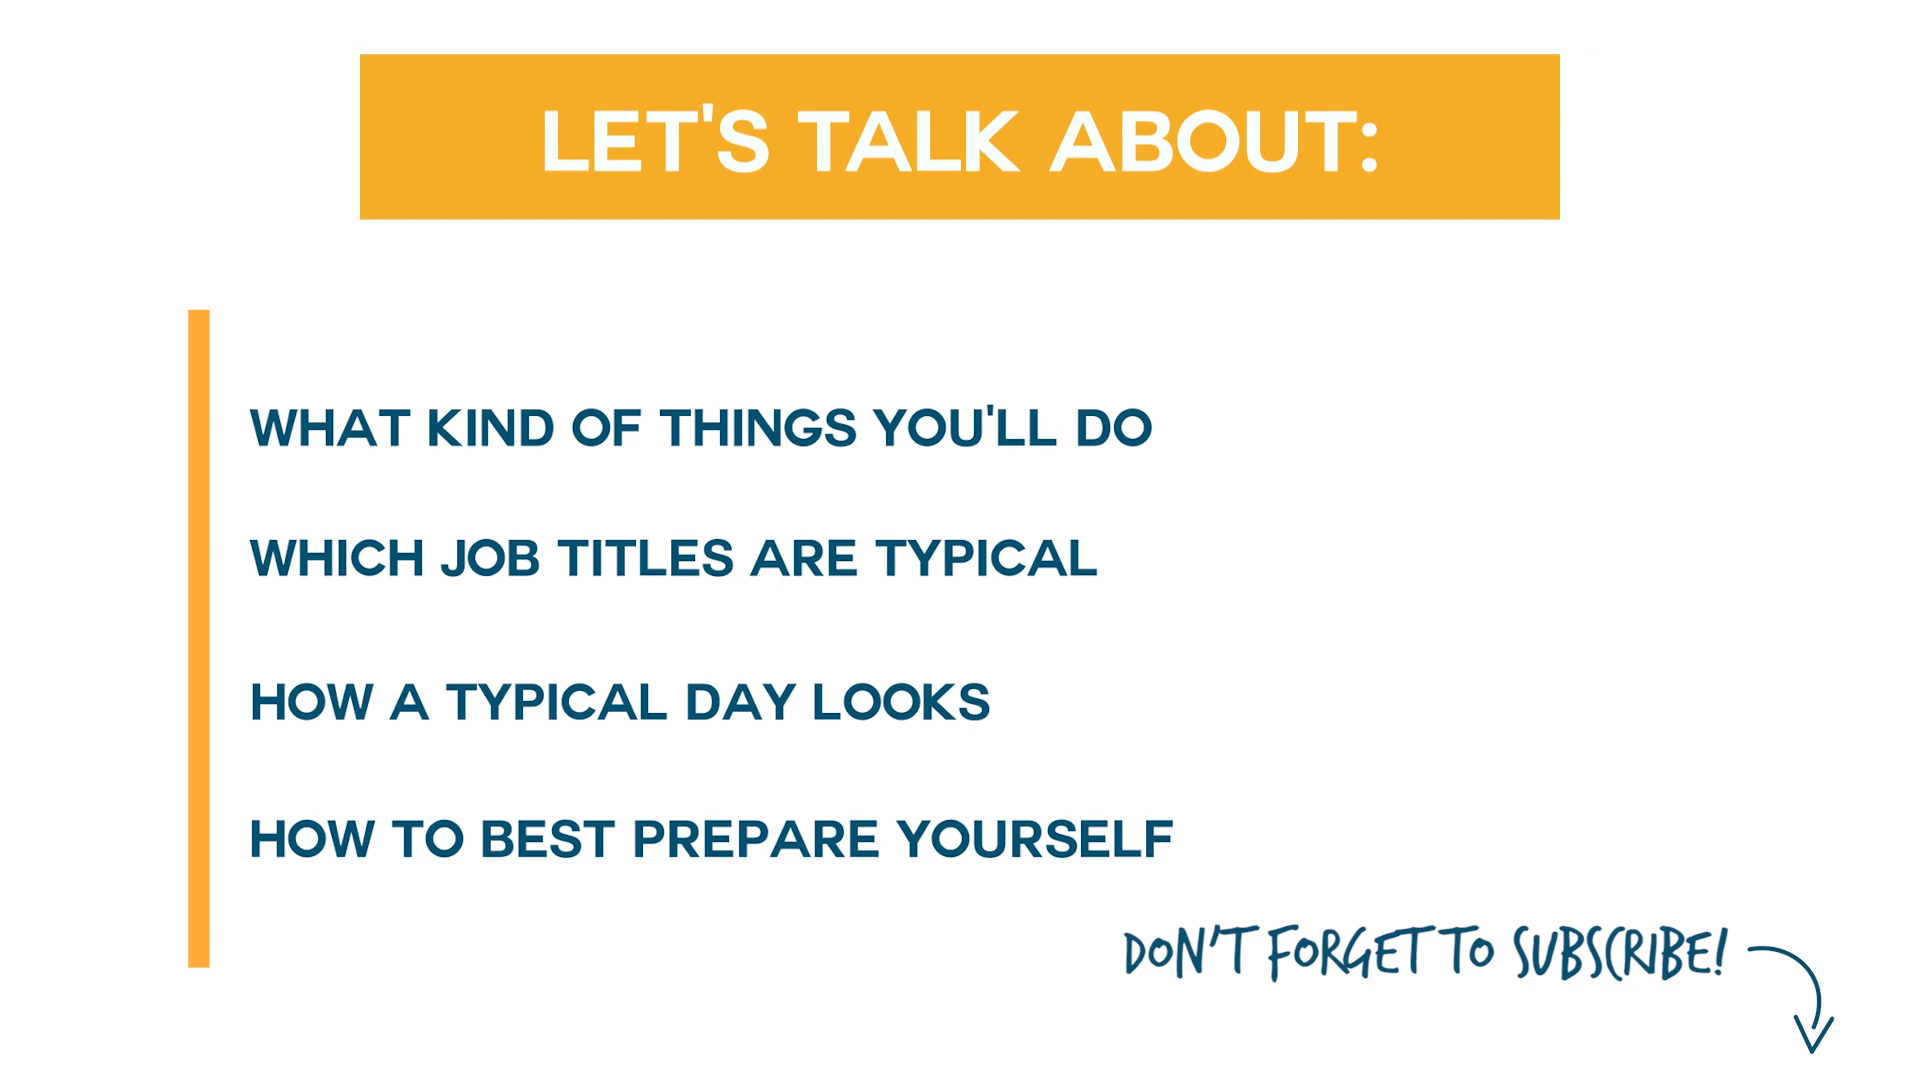 LET'S TALK ABOUT:
WHAT KIND OF THINGS YOU'LL DO
WHICH JOB TITLES ARE TYPICAL
HOW A TYPICAL DAY LOOKS
HOW TO BEST PREPARE YOURSELF
DON'T FORGET TO SUBSCRIBE!